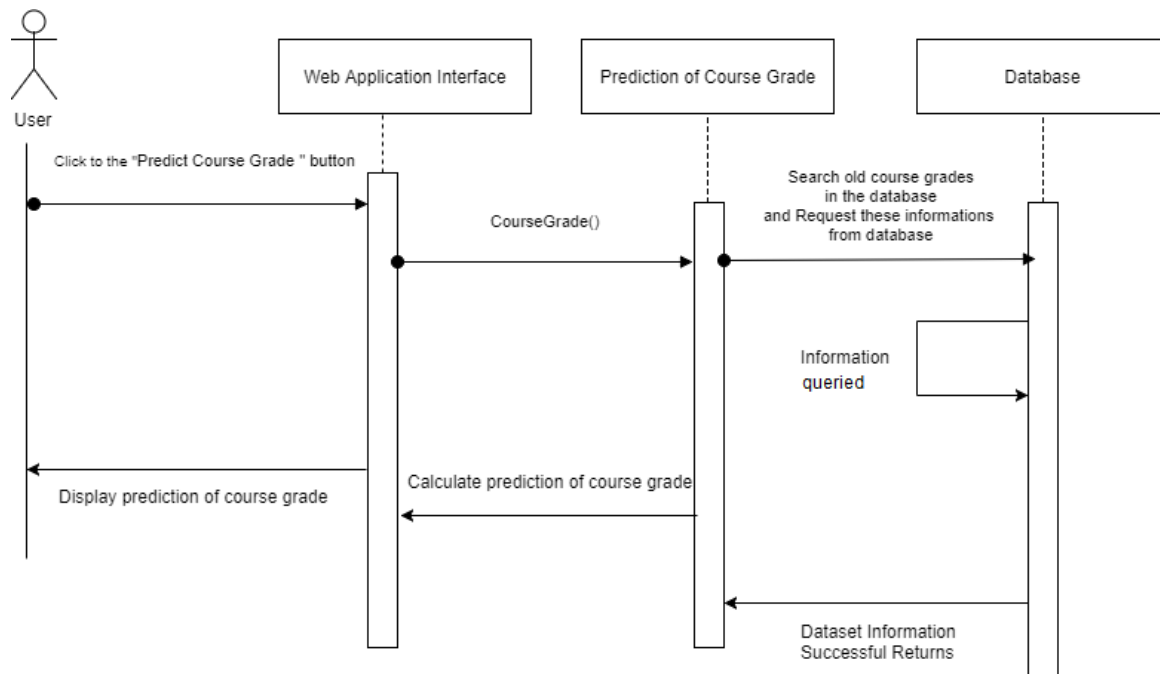 Web Application Interface
Prediction of Course Grade
Database
User
Click to the "Predict Course Grade " button
Search old course grades
in the database
and Request these informations
from database
CourseGrade()
Information
queried
Calculate prediction of course grade
Display prediction of course grade
Dataset Information
Successful Returns